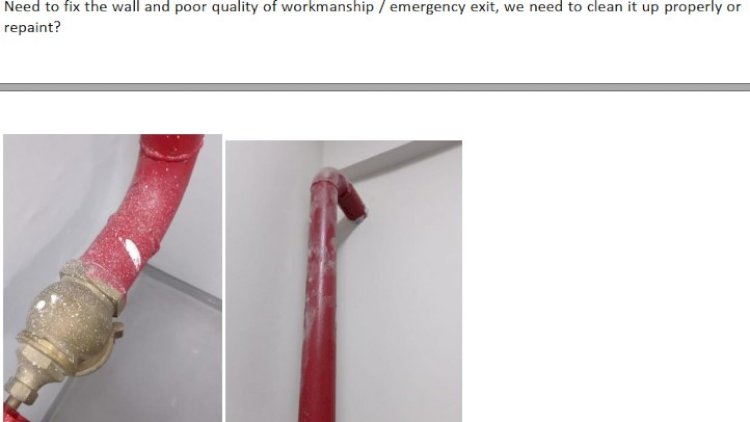 Need to fix the wall and poor quality of workmanship / emergency exit, we need to clean it up properly or
repaint?